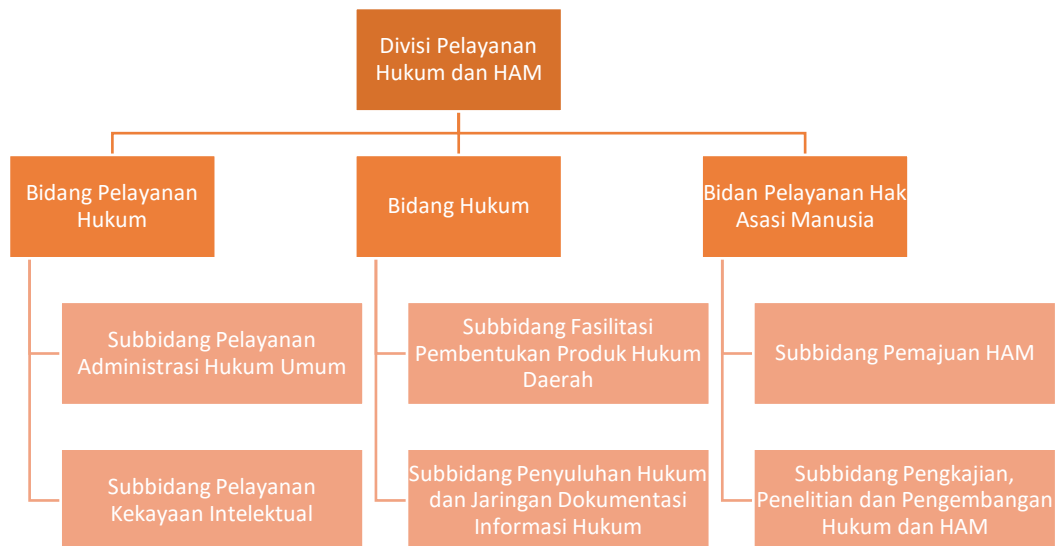 Divisi Pelayanan
Hukum dan HAM
Bidang Pelayanan
Hukum
Bidang Hukum
Bidan Pelayanan Hak
Asasi Manusia
Subbidang Pelayanan
Administrasi Hukum Umum
Subbidang Fasilitasi
Pembentukan Produk Hukum
Daerah
Subbidang Pemajuan HAM
Subbidang Pelayanan
Kekayaan Intelektual
Subbidang Penyuluhan Hukum
dan Jaringan Dokumentasi
Informasi Hukum
Subbidang Pengkajian,
Penelitian dan Pengembangan
Hukum dan HAM